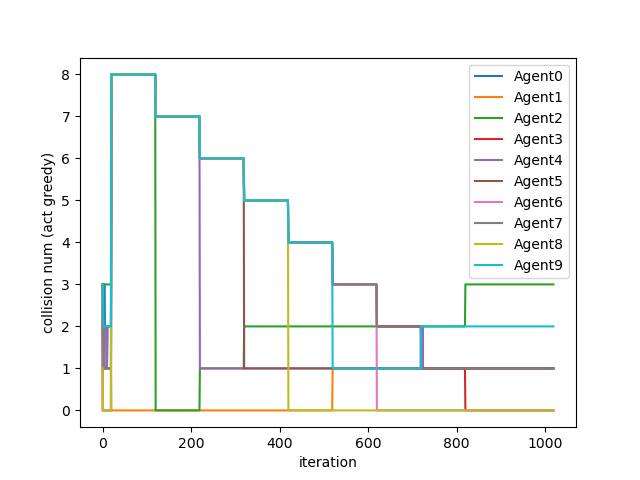 collision num (act greedy)
8
7
6
5
4
3
2
1
0
Agent0
Agent1
Agent2
Agent3
Agent4
Agent5
Agent6
Agent7
Agent8
Agent9
0 200 400 600 800 1000
iteration